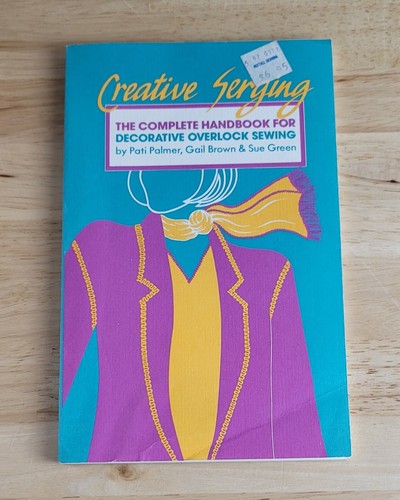 Creative Serging
THE COMPLETE HANDBOOK FOR
DECORATIVE OVERLOCK SEWING
by Pati Palmer, Gail Brown & Sue Green